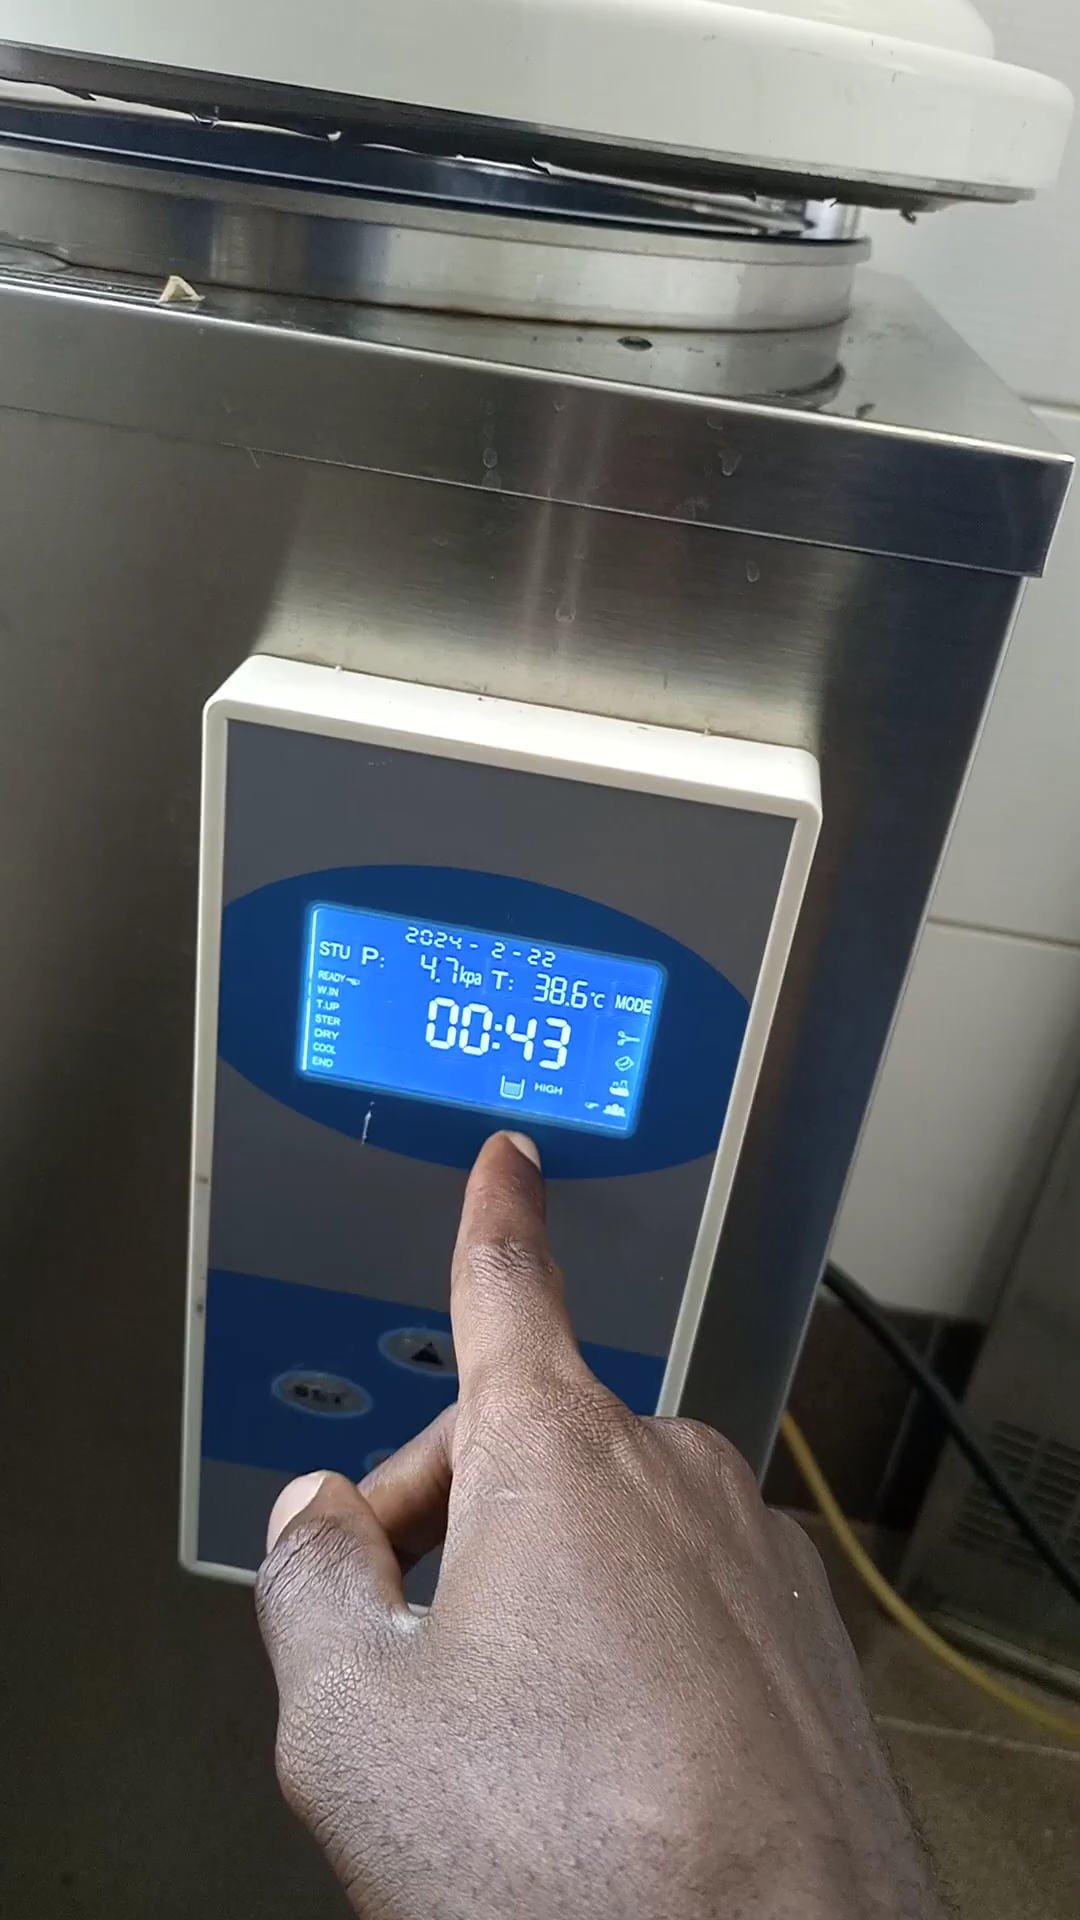 2024-2-22
STU P: 4.7kpa T: 38.6°C MODE
READY
W.IN
T.UP
STER
DRY
COOL
END
00:43
HIGH
SET